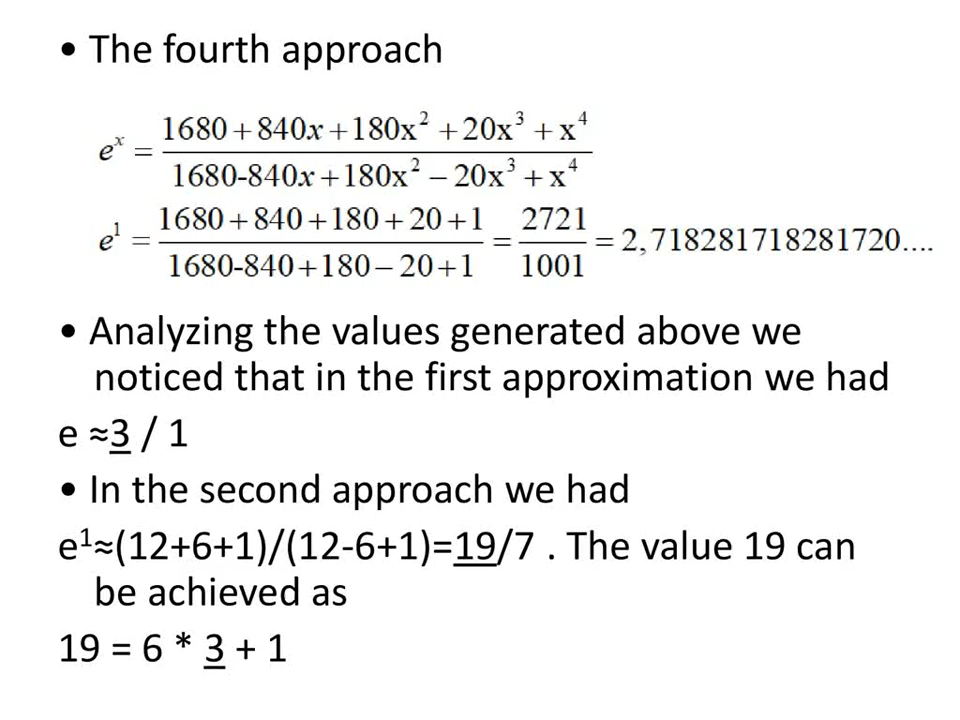 • The fourth approach
e^x = (1680 + 840x + 180x^2 + 20x^3 + x^4) / (1680-840x + 180x^2 − 20x^3 + x^4)
e^1 = (1680 + 840 + 180 + 20 + 1) / (1680-840 + 180 − 20 + 1) = 2721 / 1001 = 2,718281718281720....
• Analyzing the values generated above we
noticed that in the first approximation we had
e ≈3 / 1
• In the second approach we had
e^1≈(12+6+1)/(12-6+1)=19/7 . The value 19 can
be achieved as
19 = 6 * 3 + 1